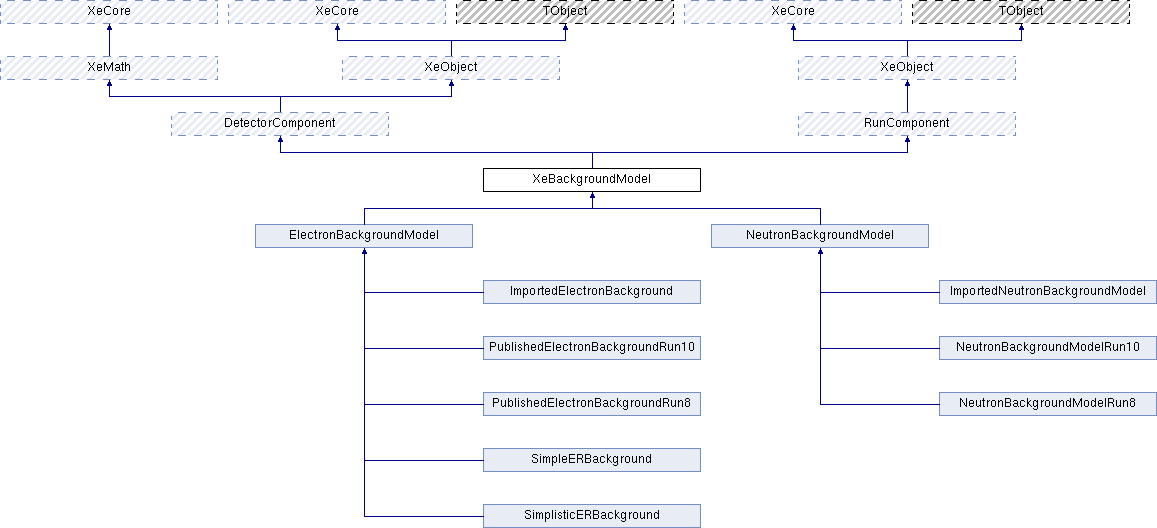 XeCore
XeCore
TObject
XeCore
TObject
XeMath
XeObject
XeObject
DetectorComponent
RunComponent
XeBackgroundModel
ElectronBackgroundModel
NeutronBackgroundModel
ImportedElectronBackground
ImportedNeutronBackgroundModel
PublishedElectronBackgroundRun10
NeutronBackgroundModelRun10
PublishedElectronBackgroundRun8
NeutronBackgroundModelRun8
SimpleERBackground
SimplisticERBackground